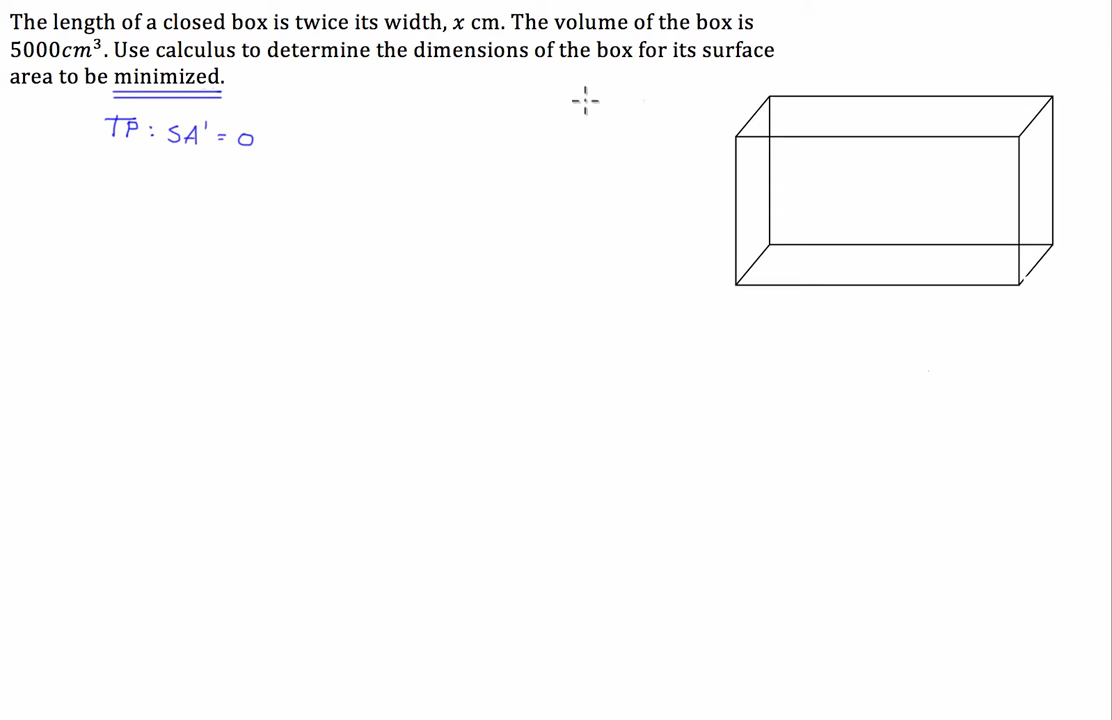 The length of a closed box is twice its width, 𝑥 cm. The volume of the box is
5000𝑐𝑚³. Use calculus to determine the dimensions of the box for its surface
area to be minimized.
TP : SA' = 0